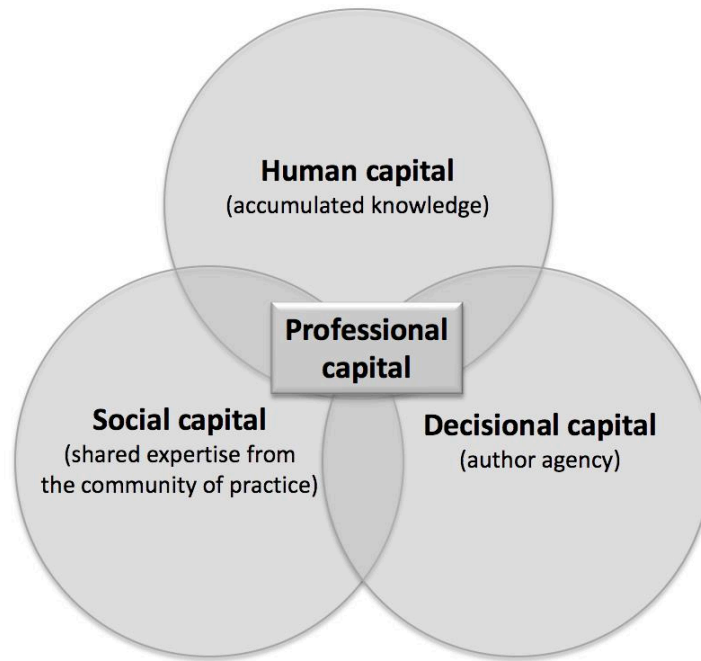 Human capital
(accumulated knowledge)
Professional
capital
Social capital
(shared expertise from
the community of practice)
Decisional capital
(author agency)